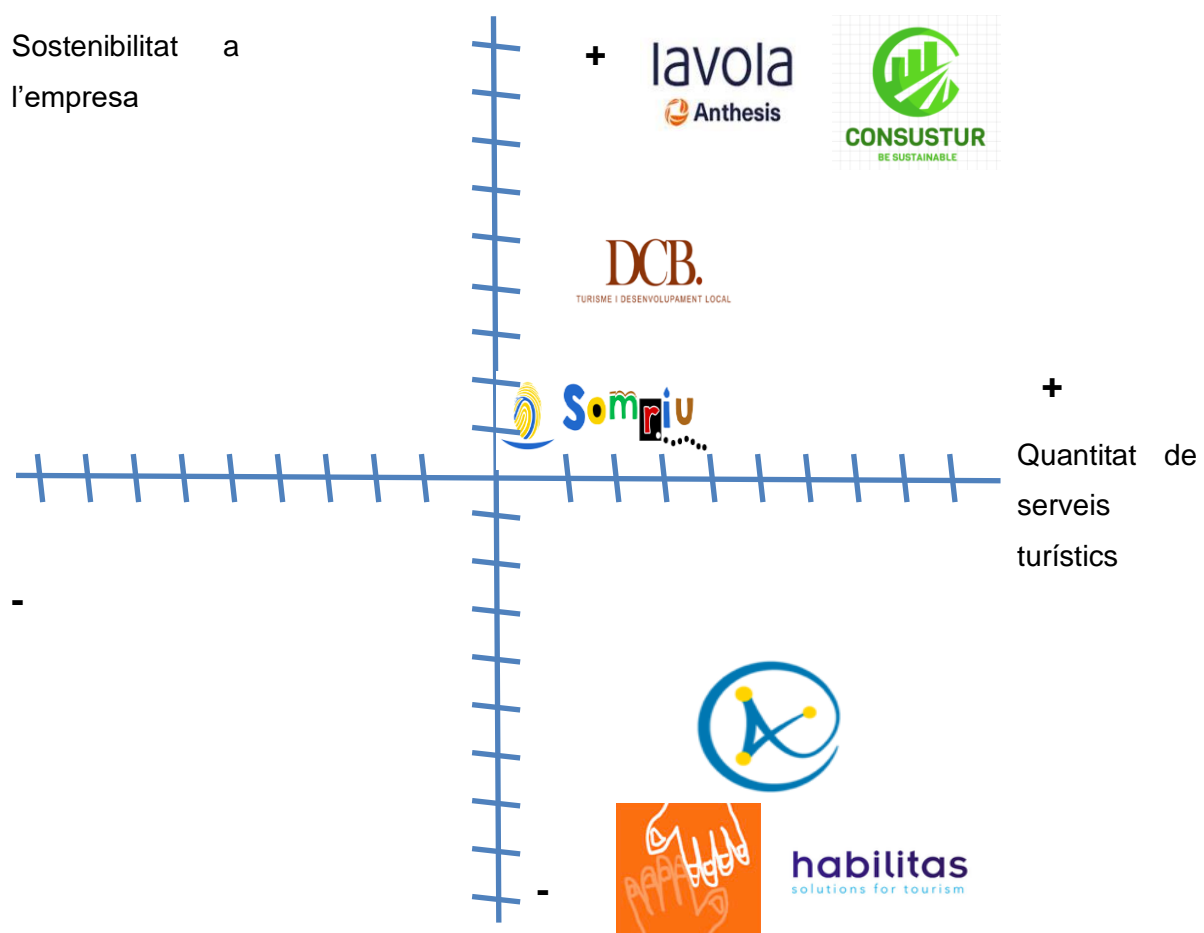 Sostenibilitat a
l’empresa
+
lavola
Anthesis
CONSUSTUR
BE SUSTAINABLE
DCB.
TURISME I DESENVOLUPAMENT LOCAL
Somriu
+
Quantitat de
serveis
turístics
-
habilitas
solutions for tourism
-